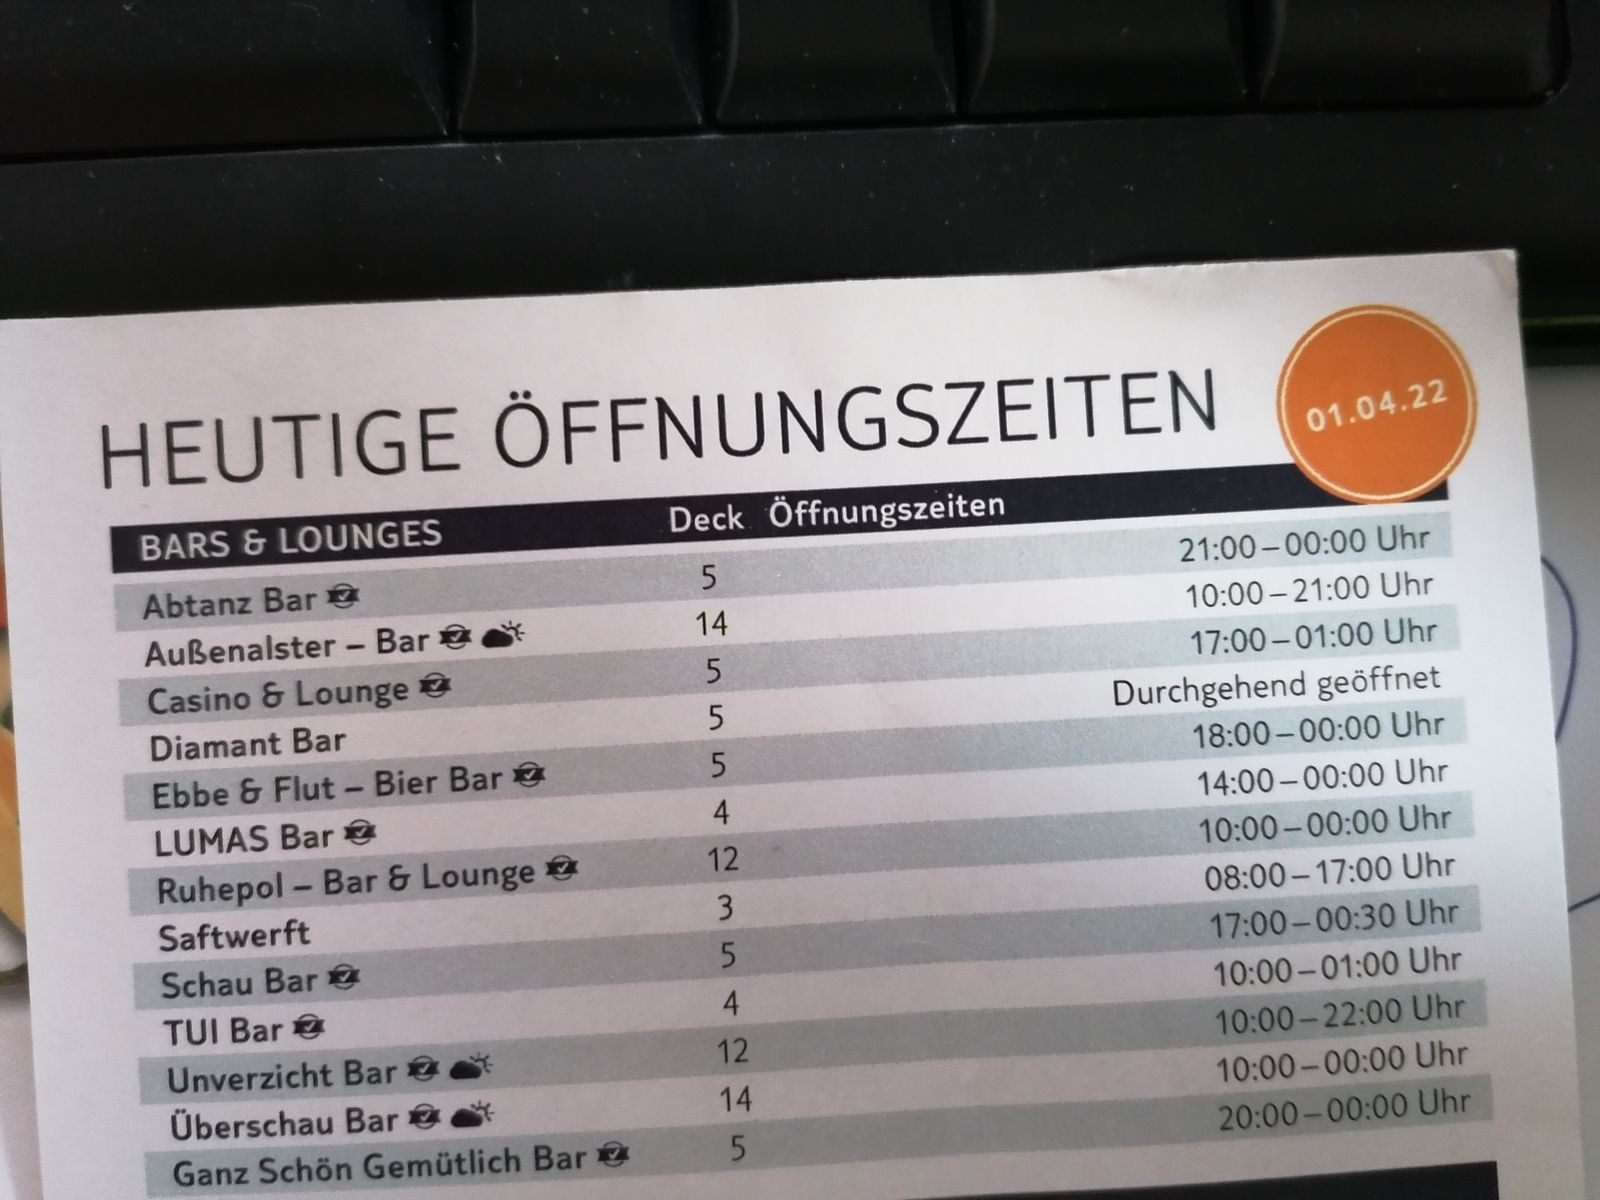 HEUTIGE ÖFFNUNGSZEITEN
01.04.22
BARS & LOUNGES Deck Öffnungszeiten
Abtanz Bar 5 21:00–00:00 Uhr
Außenalster – Bar 14 10:00–21:00 Uhr
Casino & Lounge 5 17:00–01:00 Uhr
Diamant Bar 5 Durchgehend geöffnet
Ebbe & Flut – Bier Bar 5 18:00–00:00 Uhr
LUMAS Bar 4 14:00–00:00 Uhr
Ruhepol – Bar & Lounge 12 10:00–00:00 Uhr
Saftwerft 3 08:00–17:00 Uhr
Schau Bar 5 17:00–00:30 Uhr
TUI Bar 4 10:00–01:00 Uhr
Unverzicht Bar 12 10:00–22:00 Uhr
Überschau Bar 14 10:00–00:00 Uhr
Ganz Schön Gemütlich Bar 5 20:00–00:00 Uhr